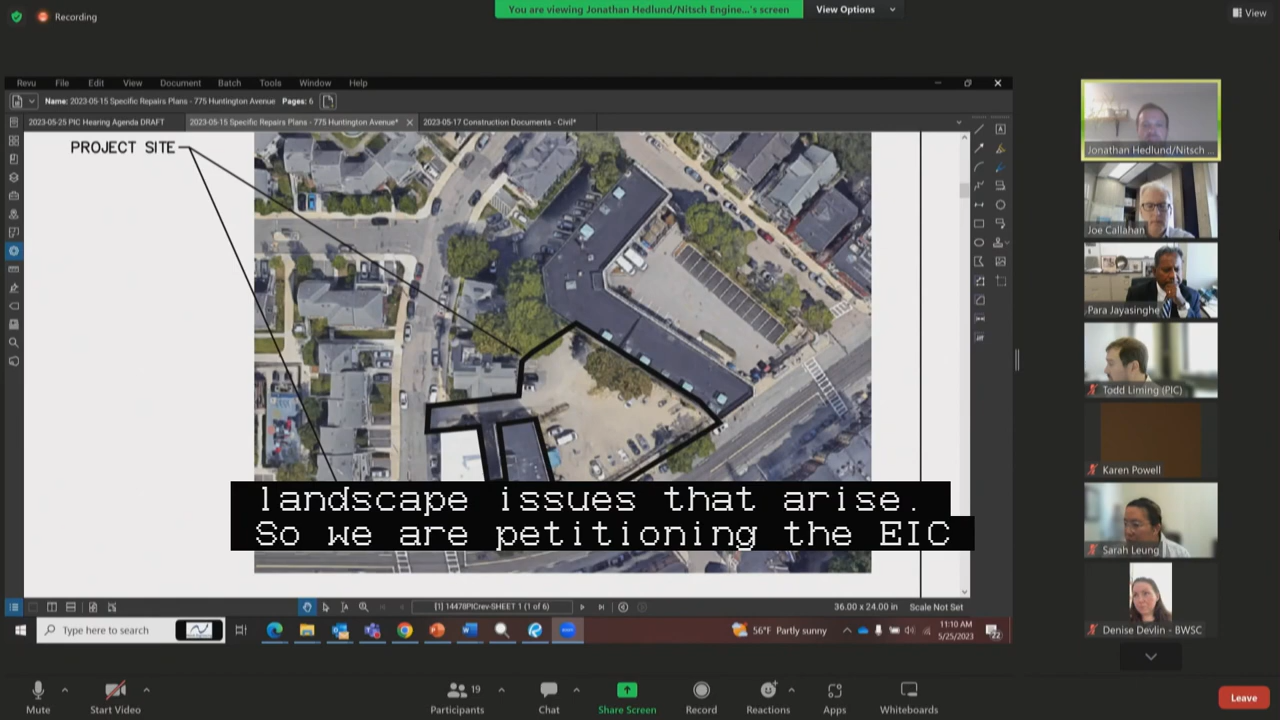 Recording
You are viewing Jonathan Hedlund/Nitsch Engine...'s screen
View Options
View
Revu File Edit View Document Batch Tools Window Help
Name: 2023-05-15 Specific Repairs Plans - 775 Huntington Avenue Pages: 6
2023-05-25 PIC Hearing Agenda DRAFT
2023-05-15 Specific Repairs Plans - 775 Huntington Avenue*
2023-05-17 Construction Documents - Civil*
PROJECT SITE
Jonathan Hedlund/Nitsch ...
Joe Callahan
Para Jayasinghe
Todd Liming (PIC)
Karen Powell
Sarah Leung
Denise Devlin - BWSC
landscape issues that arise.
So we are petitioning the EIC
[1] 14478PICrev-SHEET 1 (1 of 6)
36.00 x 24.00 in
Scale Not Set
Type here to search
56°F Partly sunny
11:10 AM
5/25/2023
22
Mute
Start Video
19
Participants
Chat
Share Screen
Record
Reactions
Apps
Whiteboards
Leave